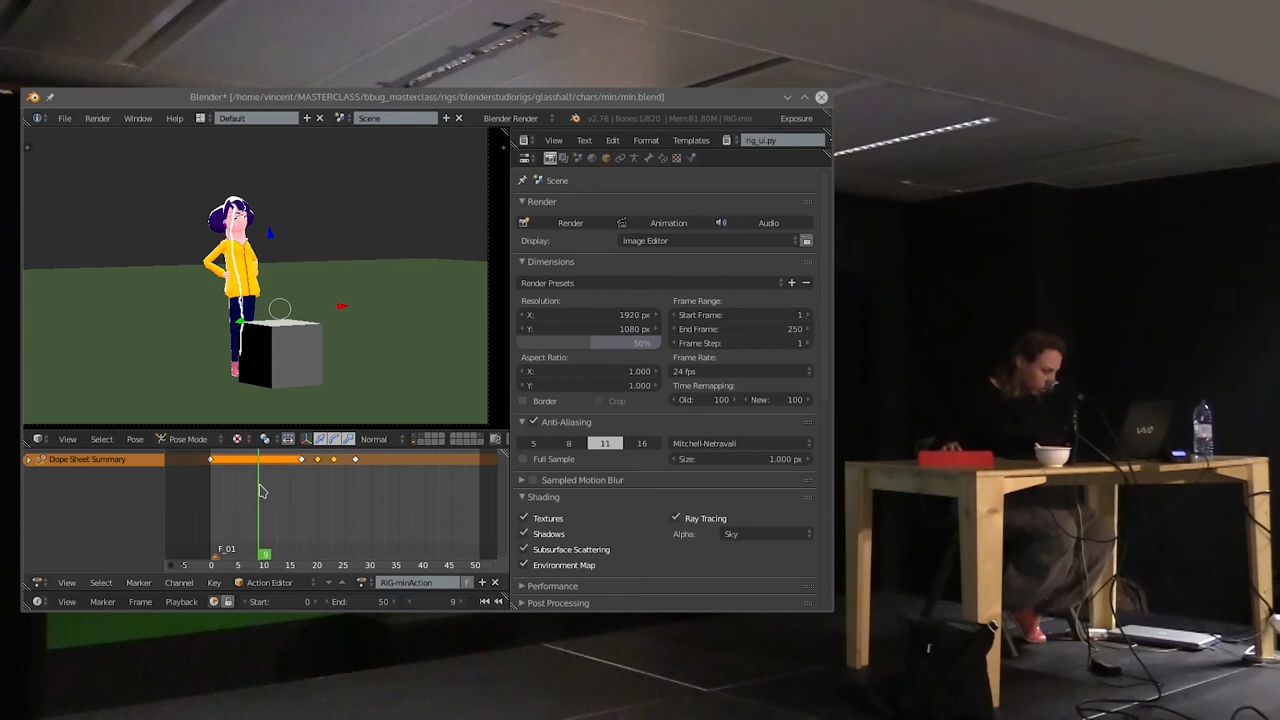 Blender* [/home/vincent/MASTERCLASS/bbug_masterclass/rigs/blenderstudiorigs/glasshalf/chars/min/min.blend]
File Render Window Help Default Scene Blender Render v2.76 | Bones:1/820 | Mem:81.80M | RIG-min Exposure
View Text Edit Format Templates rig_ui.py
Scene
Render
Render Animation Audio
Display: Image Editor
Dimensions
Render Presets
Resolution: Frame Range:
X: 1920 px Start Frame: 1
Y: 1080 px End Frame: 250
50% Frame Step: 1
Aspect Ratio: Frame Rate:
X: 1.000 24 fps
Y: 1.000 Time Remapping:
Border Crop Old: 100 New: 100
Anti-Aliasing
View Select Pose Pose Mode Normal
5 8 11 16 Mitchell-Netravali
Full Sample Size: 1.000 px
Dope Sheet Summary
Sampled Motion Blur
Shading
Textures Ray Tracing
Shadows Alpha: Sky
Subsurface Scattering
Environment Map
F_01
9
-5 0 5 10 15 20 25 30 35 40 45 50
View Select Marker Channel Key Action Editor RIG-minAction F
Performance
View Marker Frame Playback Start: 0 End: 50 9
Post Processing
VAIO